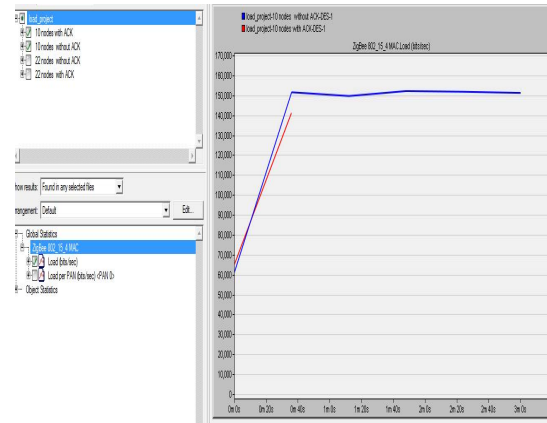 load_project
10 nodes with ACK
10 nodes without ACK
22 nodes without ACK
22 nodes with ACK
how results: Found in any selected files
rrangement: Default Edit...
Global Statistics
ZigBee 802_15_4 MAC
Load (bits/sec)
Load per PAN (bits/sec) <PAN 0>
Object Statistics
load_project-10 nodes without ACK-DES-1
load_project-10 nodes with ACK-DES-1
ZigBee 802_15_4 MAC.Load (bits/sec)
170,000
160,000
150,000
140,000
130,000
120,000
110,000
100,000
90,000
80,000
70,000
60,000
50,000
40,000
30,000
20,000
10,000
0
0m 0s 0m 20s 0m 40s 1m 0s 1m 20s 1m 40s 2m 0s 2m 20s 2m 40s 3m 0s